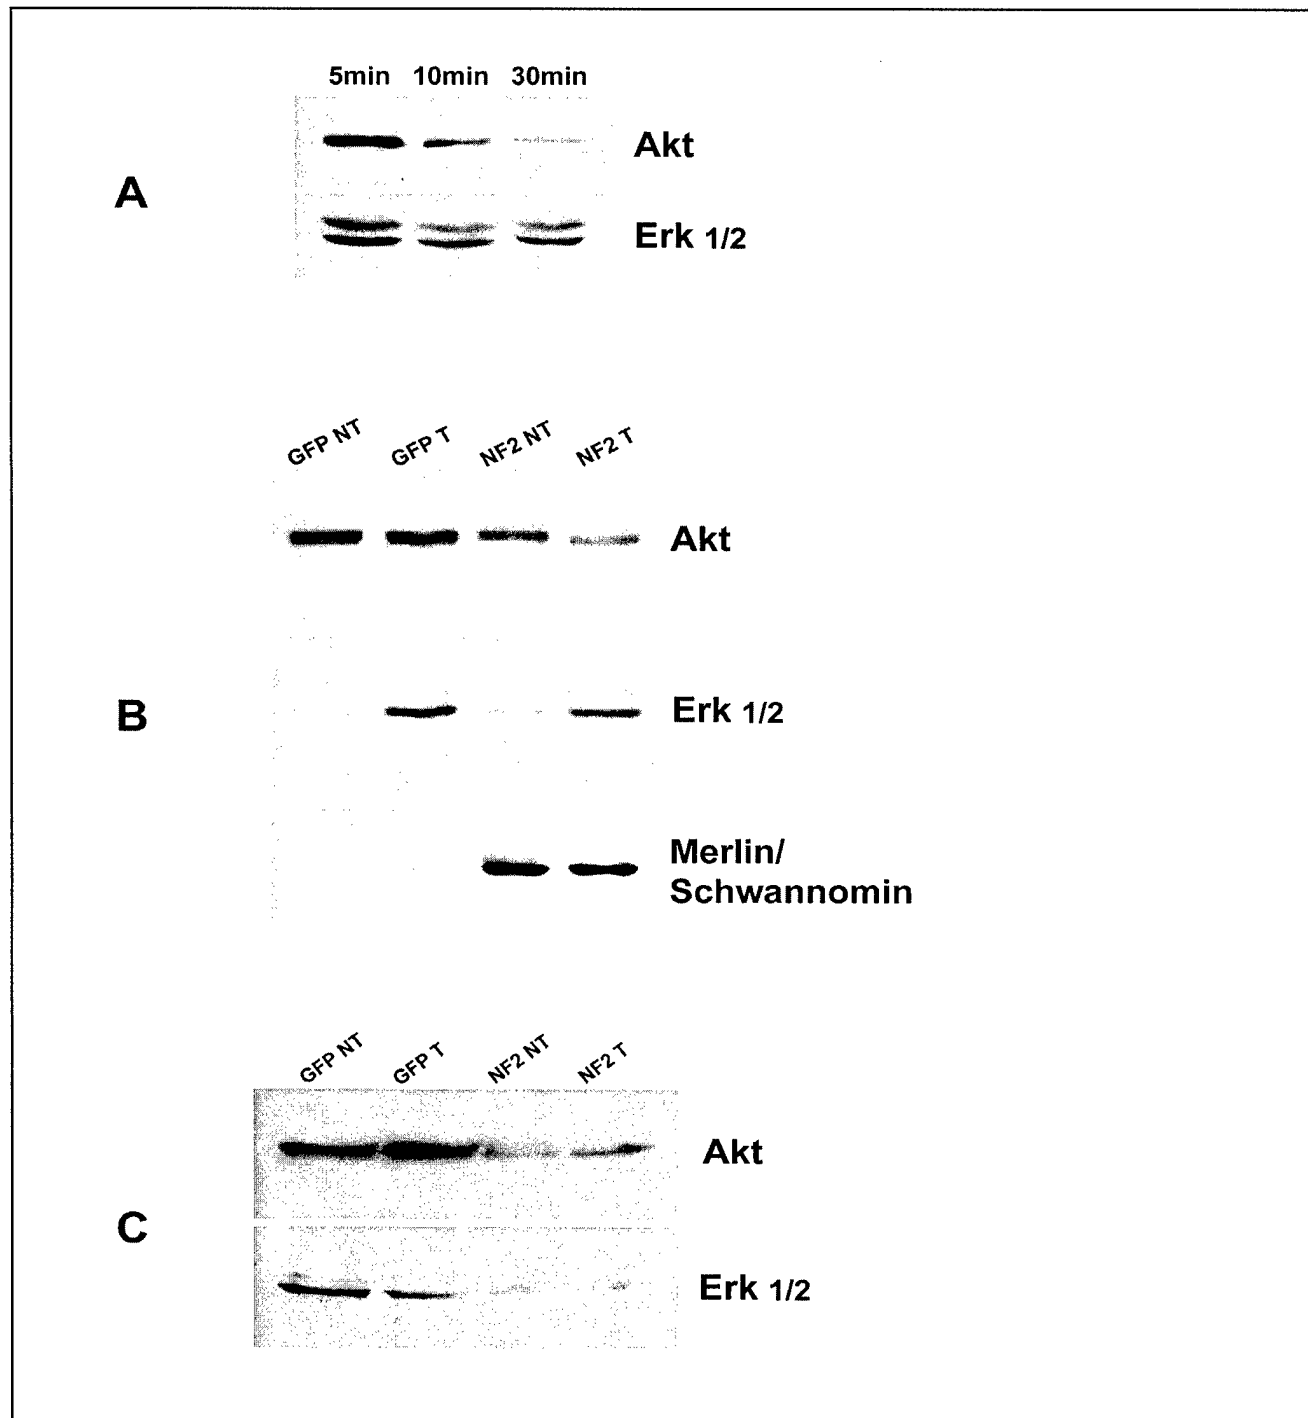 5min 10min 30min
Akt
A
Erk 1/2
GFP NT GFP T NF2 NT NF2 T
Akt
B
Erk 1/2
Merlin/
Schwannomin
GFP NT GFP T NF2 NT NF2 T
Akt
C
Erk 1/2